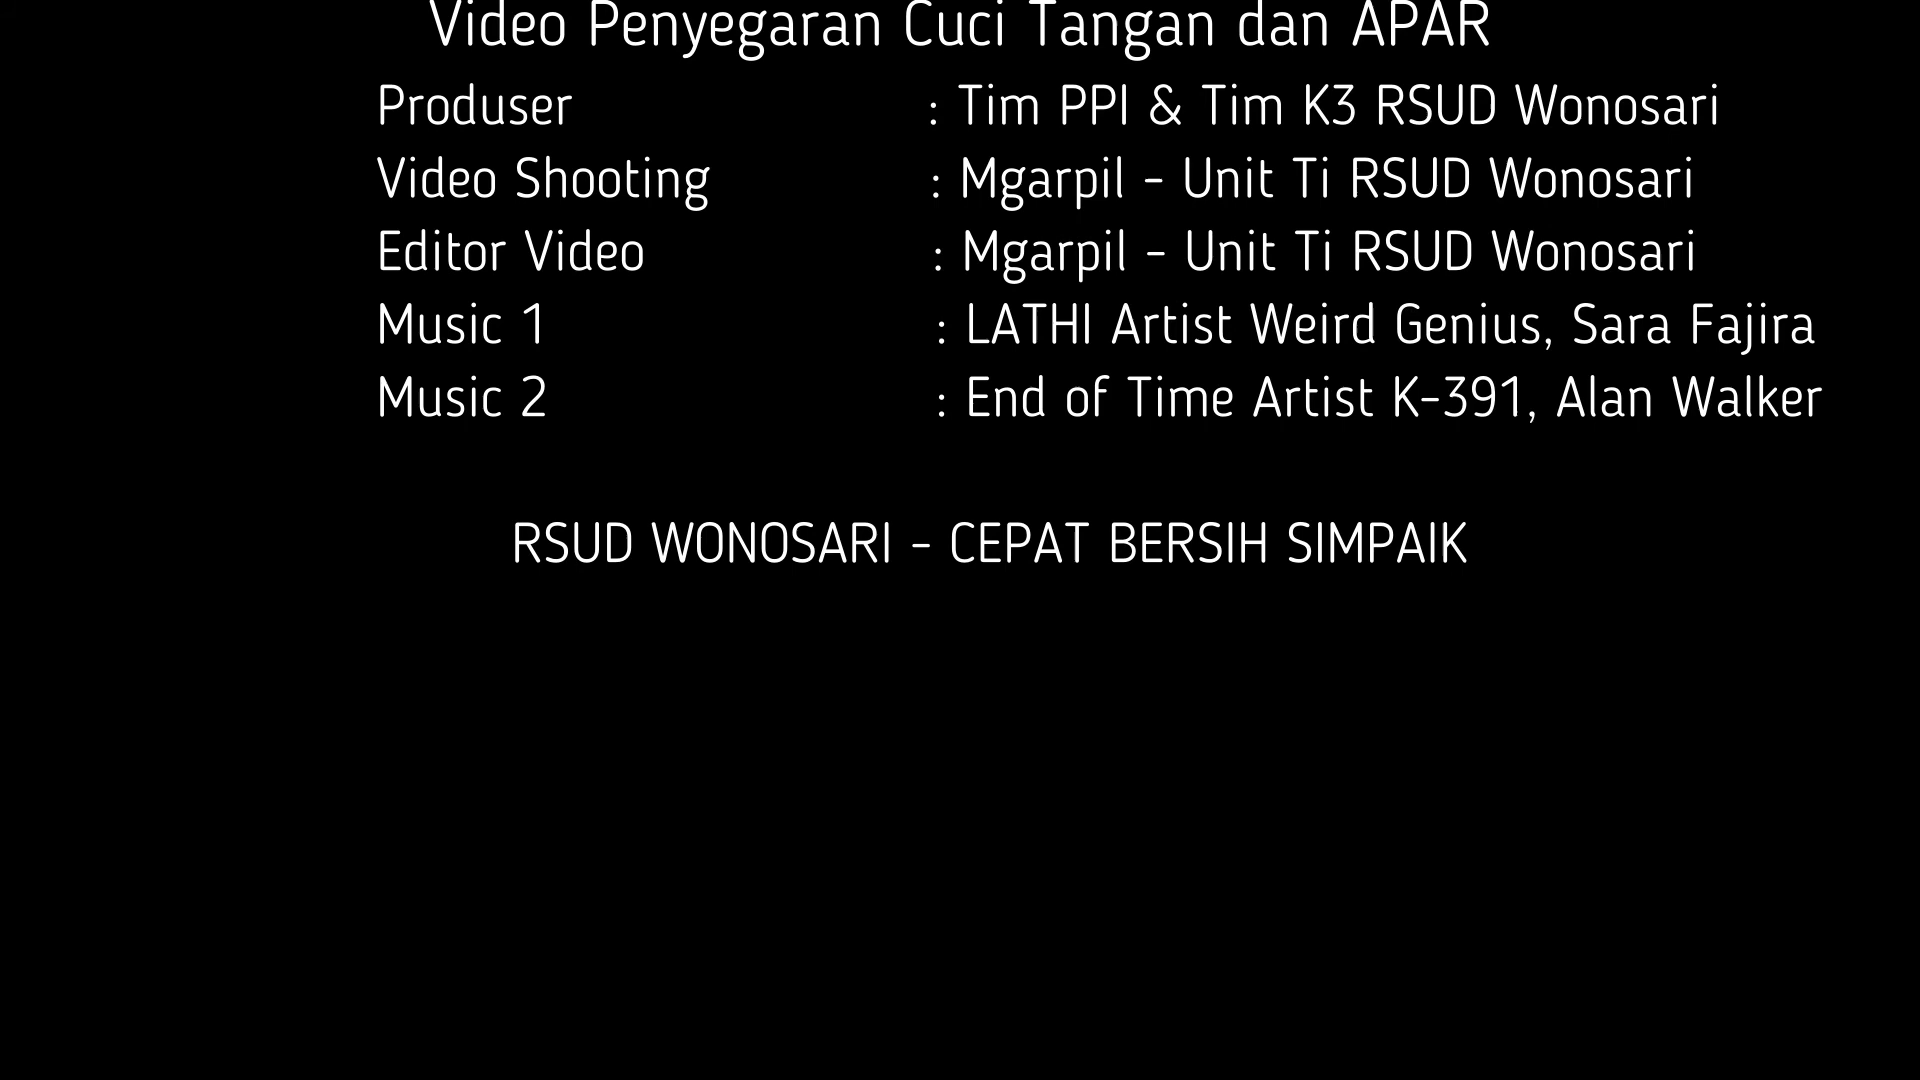 Video Penyegaran Cuci Tangan dan APAR
Produser : Tim PPI & Tim K3 RSUD Wonosari
Video Shooting : Mgarpil - Unit Ti RSUD Wonosari
Editor Video : Mgarpil - Unit Ti RSUD Wonosari
Music 1 : LATHI Artist Weird Genius, Sara Fajira
Music 2 : End of Time Artist K-391, Alan Walker
RSUD WONOSARI - CEPAT BERSIH SIMPAIK